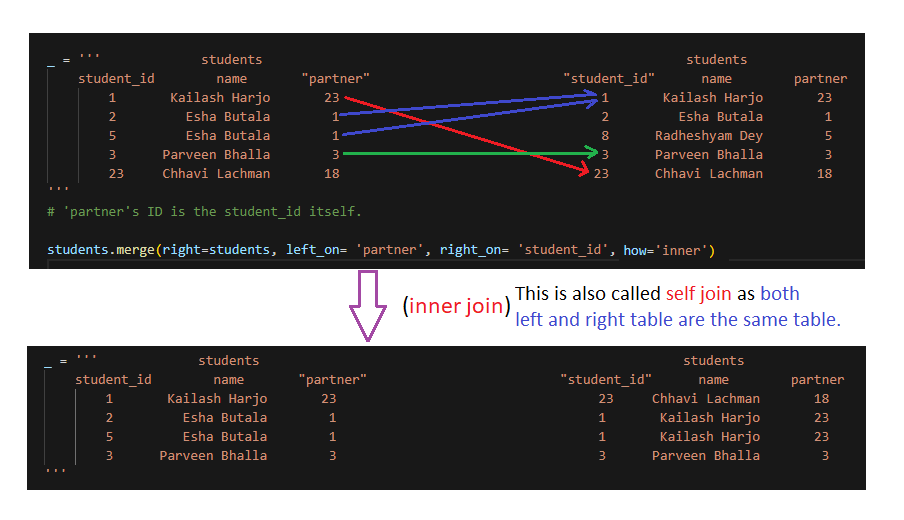 _ = '''             students                                                    students
student_id        name       "partner"                         "student_id"      name        partner
1       Kailash Harjo       23                                 1       Kailash Harjo       23
2         Esha Butala        1                                 2         Esha Butala        1
5         Esha Butala        1                                 8      Radheshyam Dey        5
3      Parveen Bhalla        3                                 3      Parveen Bhalla        3
23      Chhavi Lachman       18                                23      Chhavi Lachman       18
'''
# 'partner's ID is the student_id itself.
students.merge(right=students, left_on= 'partner', right_on= 'student_id', how='inner')
(inner join) This is also called self join as both
left and right table are the same table.
_ = '''             students                                                    students
student_id        name       "partner"                         "student_id"      name        partner
1       Kailash Harjo       23                                23      Chhavi Lachman       18
2         Esha Butala        1                                 1       Kailash Harjo       23
5         Esha Butala        1                                 1       Kailash Harjo       23
3      Parveen Bhalla        3                                 3      Parveen Bhalla        3
'''